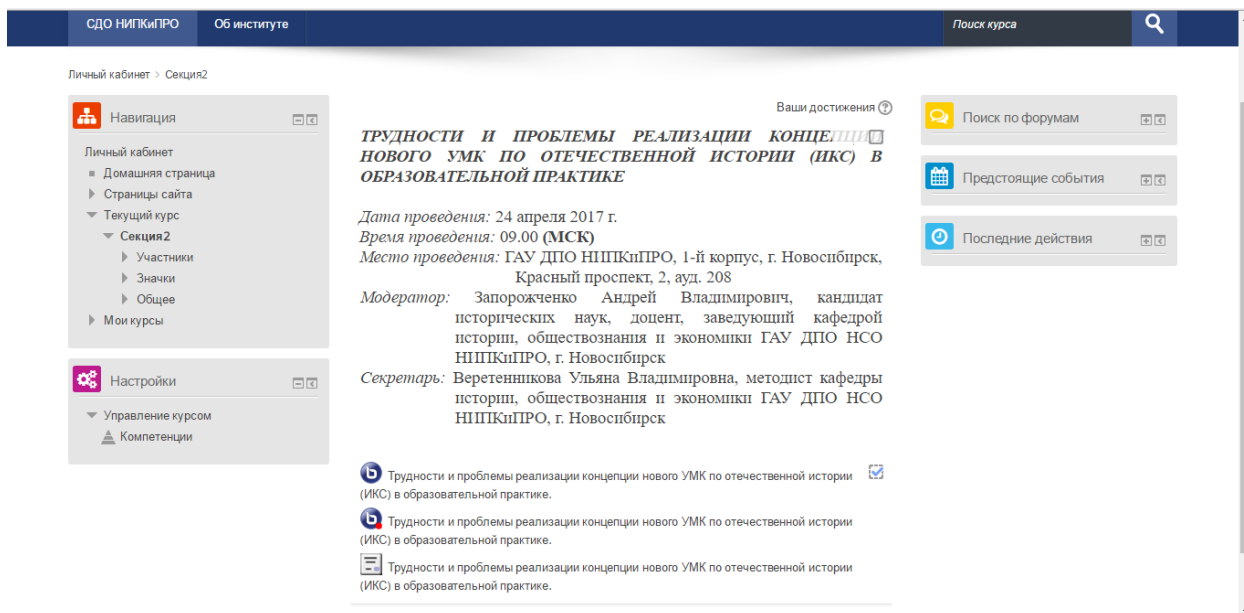 СДО НИПКиПРО
Об институте
Поиск курса
Личный кабинет > Секция2
Навигация
Личный кабинет
Домашняя страница
Страницы сайта
Текущий курс
Секция2
Участники
Значки
Общее
Мои курсы
Настройки
Управление курсом
Компетенции
Ваши достижения
ТРУДНОСТИ И ПРОБЛЕМЫ РЕАЛИЗАЦИИ КОНЦЕПЦИИ
НОВОГО УМК ПО ОТЕЧЕСТВЕННОЙ ИСТОРИИ (ИКС) В
ОБРАЗОВАТЕЛЬНОЙ ПРАКТИКЕ
Дата проведения: 24 апреля 2017 г.
Время проведения: 09.00 (МСК)
Место проведения: ГАУ ДПО НИПКиПРО, 1-й корпус, г. Новосибирск,
Красный проспект, 2, ауд. 208
Модератор: Запорожченко Андрей Владимирович, кандидат
исторических наук, доцент, заведующий кафедрой
истории, обществознания и экономики ГАУ ДПО НСО
НИПКиПРО, г. Новосибирск
Секретарь: Веретенникова Ульяна Владимировна, методист кафедры
истории, обществознания и экономики ГАУ ДПО НСО
НИПКиПРО, г. Новосибирск
Трудности и проблемы реализации концепции нового УМК по отечественной истории
(ИКС) в образовательной практике.
Трудности и проблемы реализации концепции нового УМК по отечественной истории
(ИКС) в образовательной практике.
Трудности и проблемы реализации концепции нового УМК по отечественной истории
(ИКС) в образовательной практике.
Поиск по форумам
Предстоящие события
Последние действия